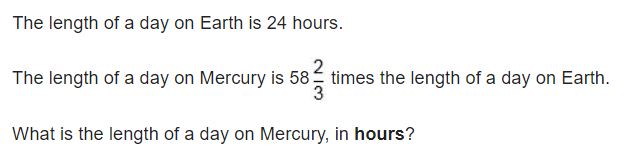 The length of a day on Earth is 24 hours.
The length of a day on Mercury is 58 2/3 times the length of a day on Earth.
What is the length of a day on Mercury, in hours?